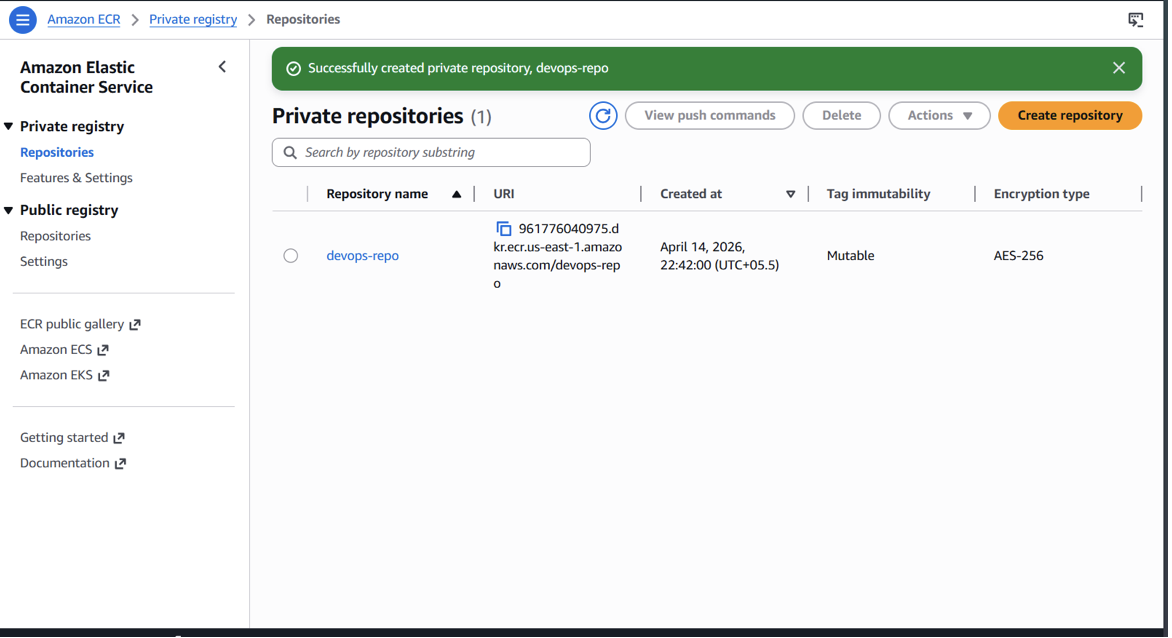 Amazon ECR > Private registry > Repositories
Amazon Elastic
Container Service
Private registry
Repositories
Features & Settings
Public registry
Repositories
Settings
ECR public gallery
Amazon ECS
Amazon EKS
Getting started
Documentation
Successfully created private repository, devops-repo
Private repositories (1)
View push commands
Delete
Actions
Create repository
Search by repository substring
Repository name
URI
Created at
Tag immutability
Encryption type
devops-repo
961776040975.d
kr.ecr.us-east-1.amazo
naws.com/devops-rep
o
April 14, 2026,
22:42:00 (UTC+05.5)
Mutable
AES-256